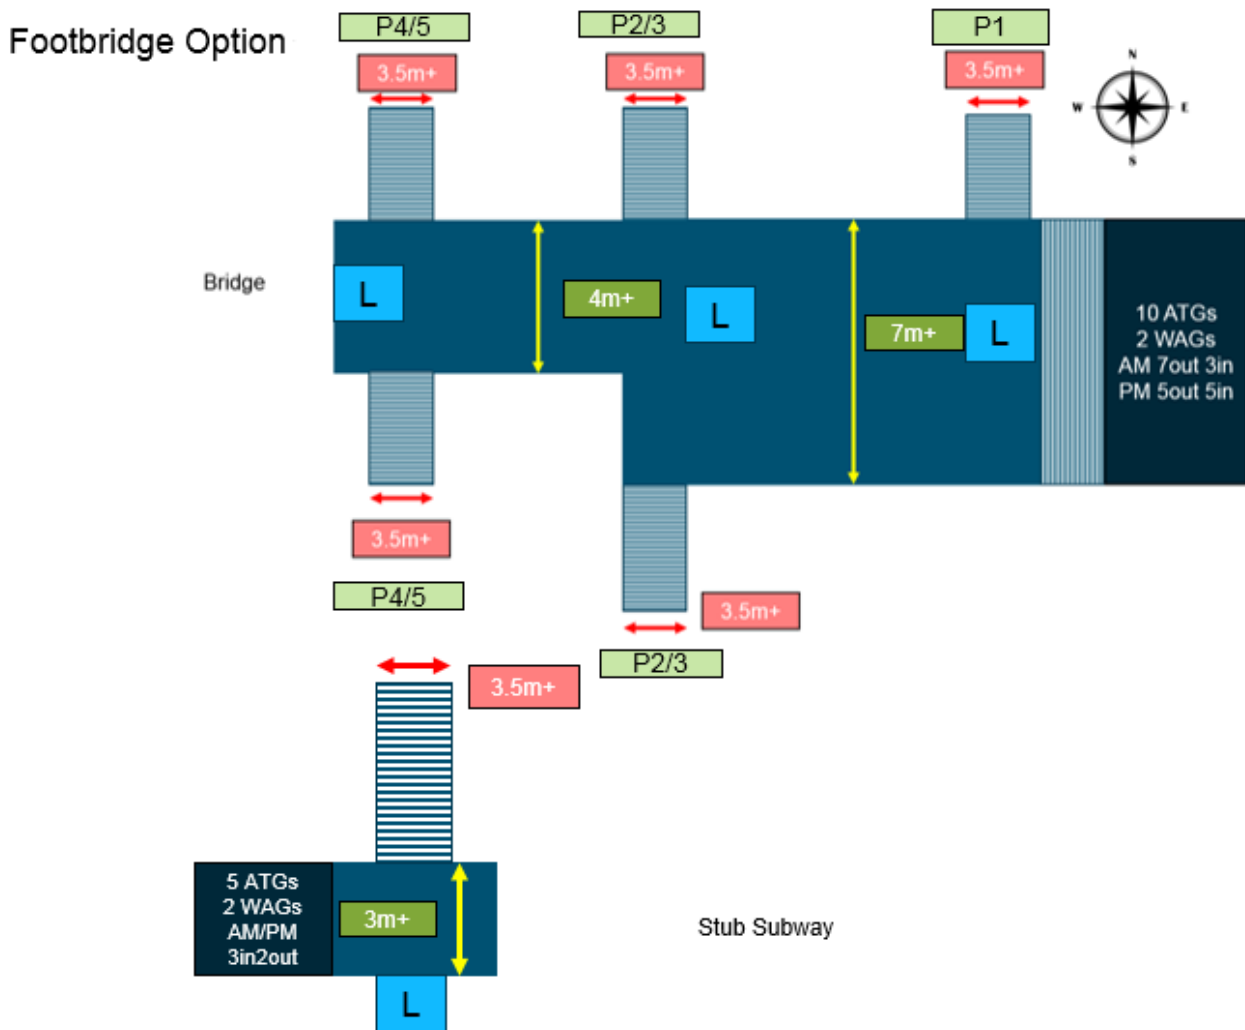 Footbridge Option
P4/5
P2/3
P1
3.5m+
3.5m+
3.5m+
N
W
E
S
Bridge
L
4m+
L
7m+
L
10 ATGs
2 WAGs
AM 7out 3in
PM 5out 5in
3.5m+
P4/5
3.5m+
P2/3
3.5m+
5 ATGs
2 WAGs
AM/PM
3in2out
3m+
Stub Subway
L